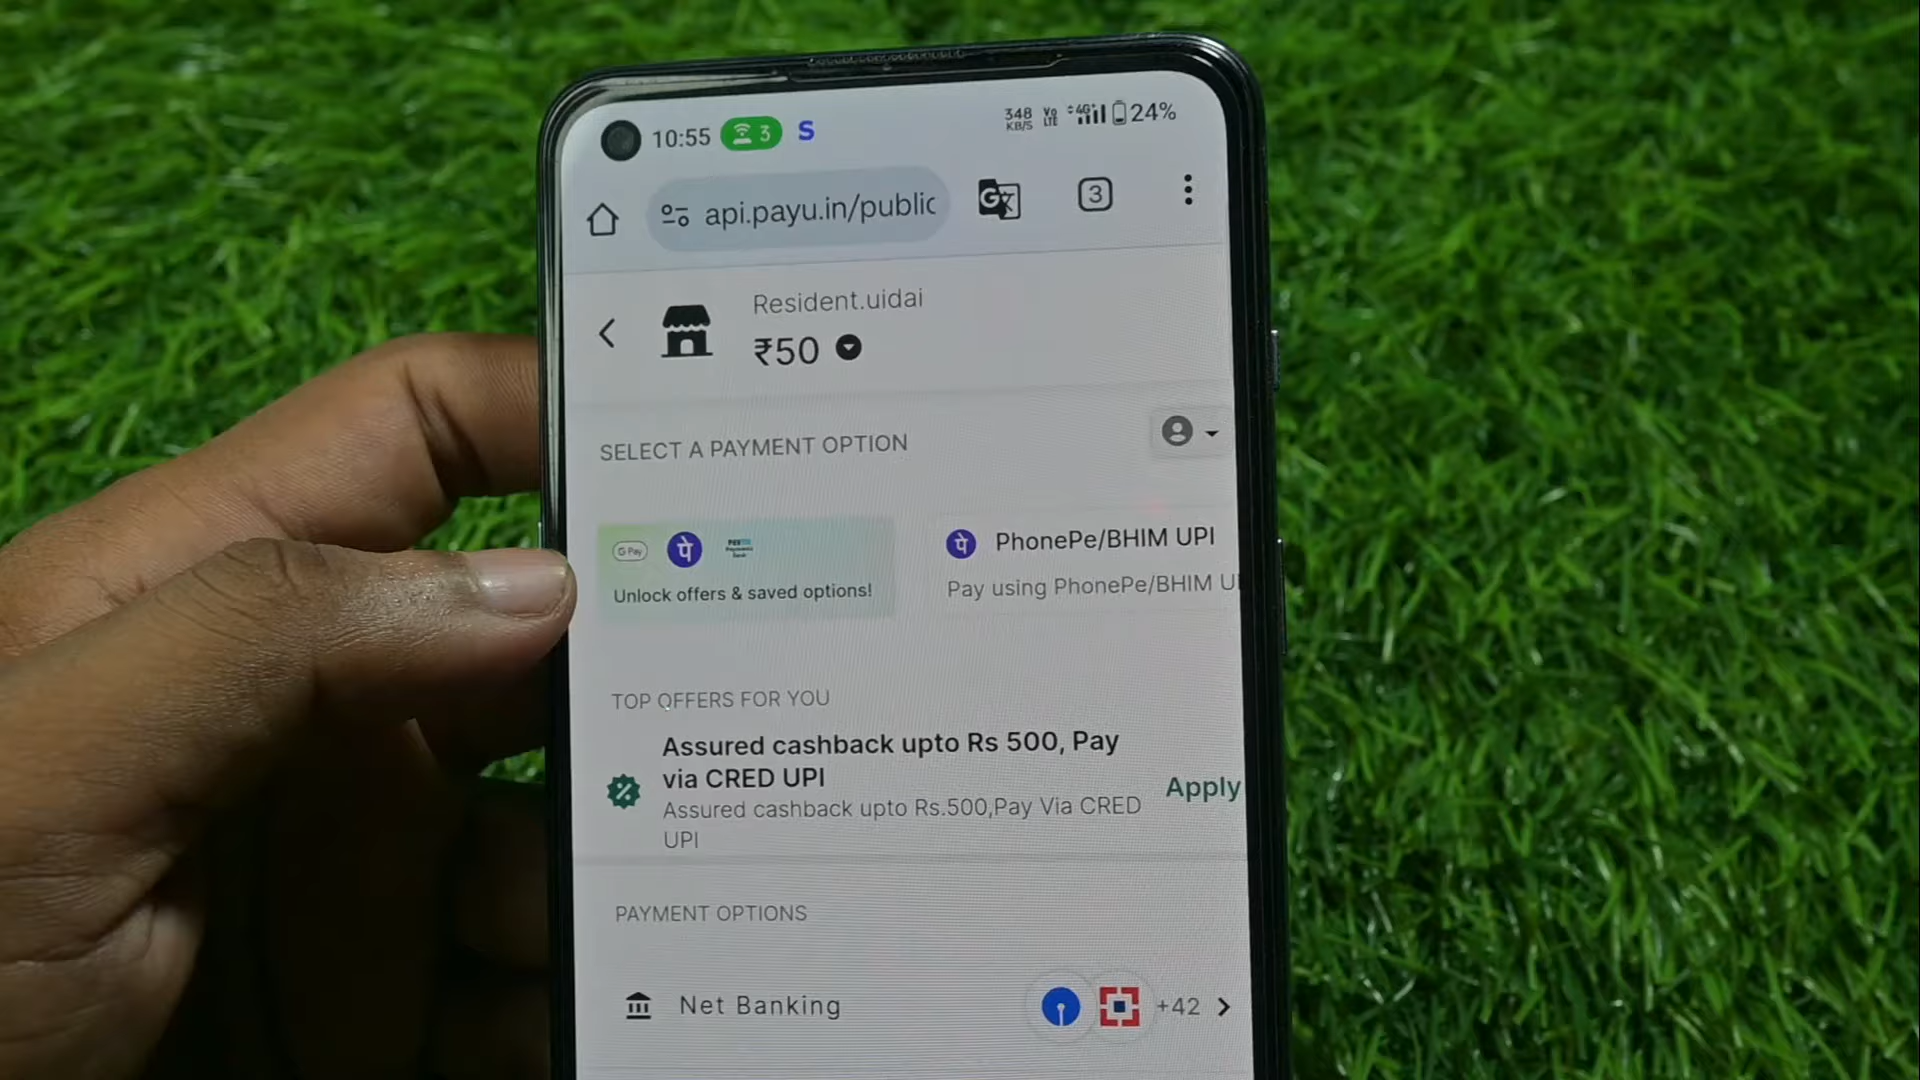 10:55 3 S 348 KB/S Vo LTE 4G+ 24%
api.payu.in/public 3
Resident.uidai
₹50
SELECT A PAYMENT OPTION
G Pay पे
Unlock offers & saved options!
पे PhonePe/BHIM UPI
Pay using PhonePe/BHIM U
TOP OFFERS FOR YOU
Assured cashback upto Rs 500, Pay
via CRED UPI
Assured cashback upto Rs.500,Pay Via CRED
UPI
Apply
PAYMENT OPTIONS
Net Banking +42